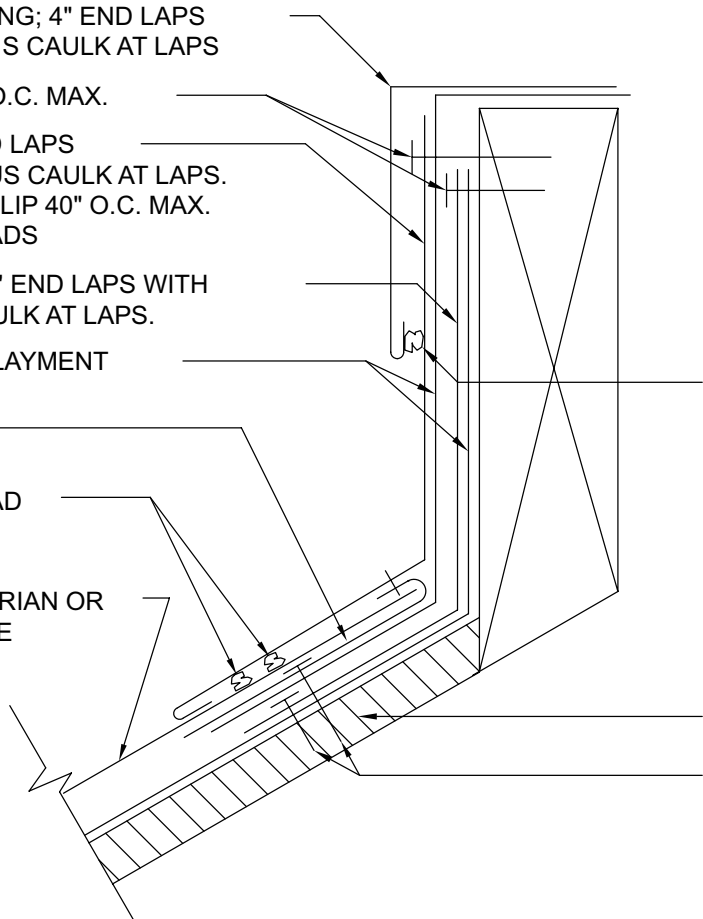 NG; 4" END LAPS
S CAULK AT LAPS
O.C. MAX.
D LAPS
US CAULK AT LAPS.
LIP 40" O.C. MAX.
ADS
" END LAPS WITH
ULK AT LAPS.
LAYMENT
AD
RIAN OR
E